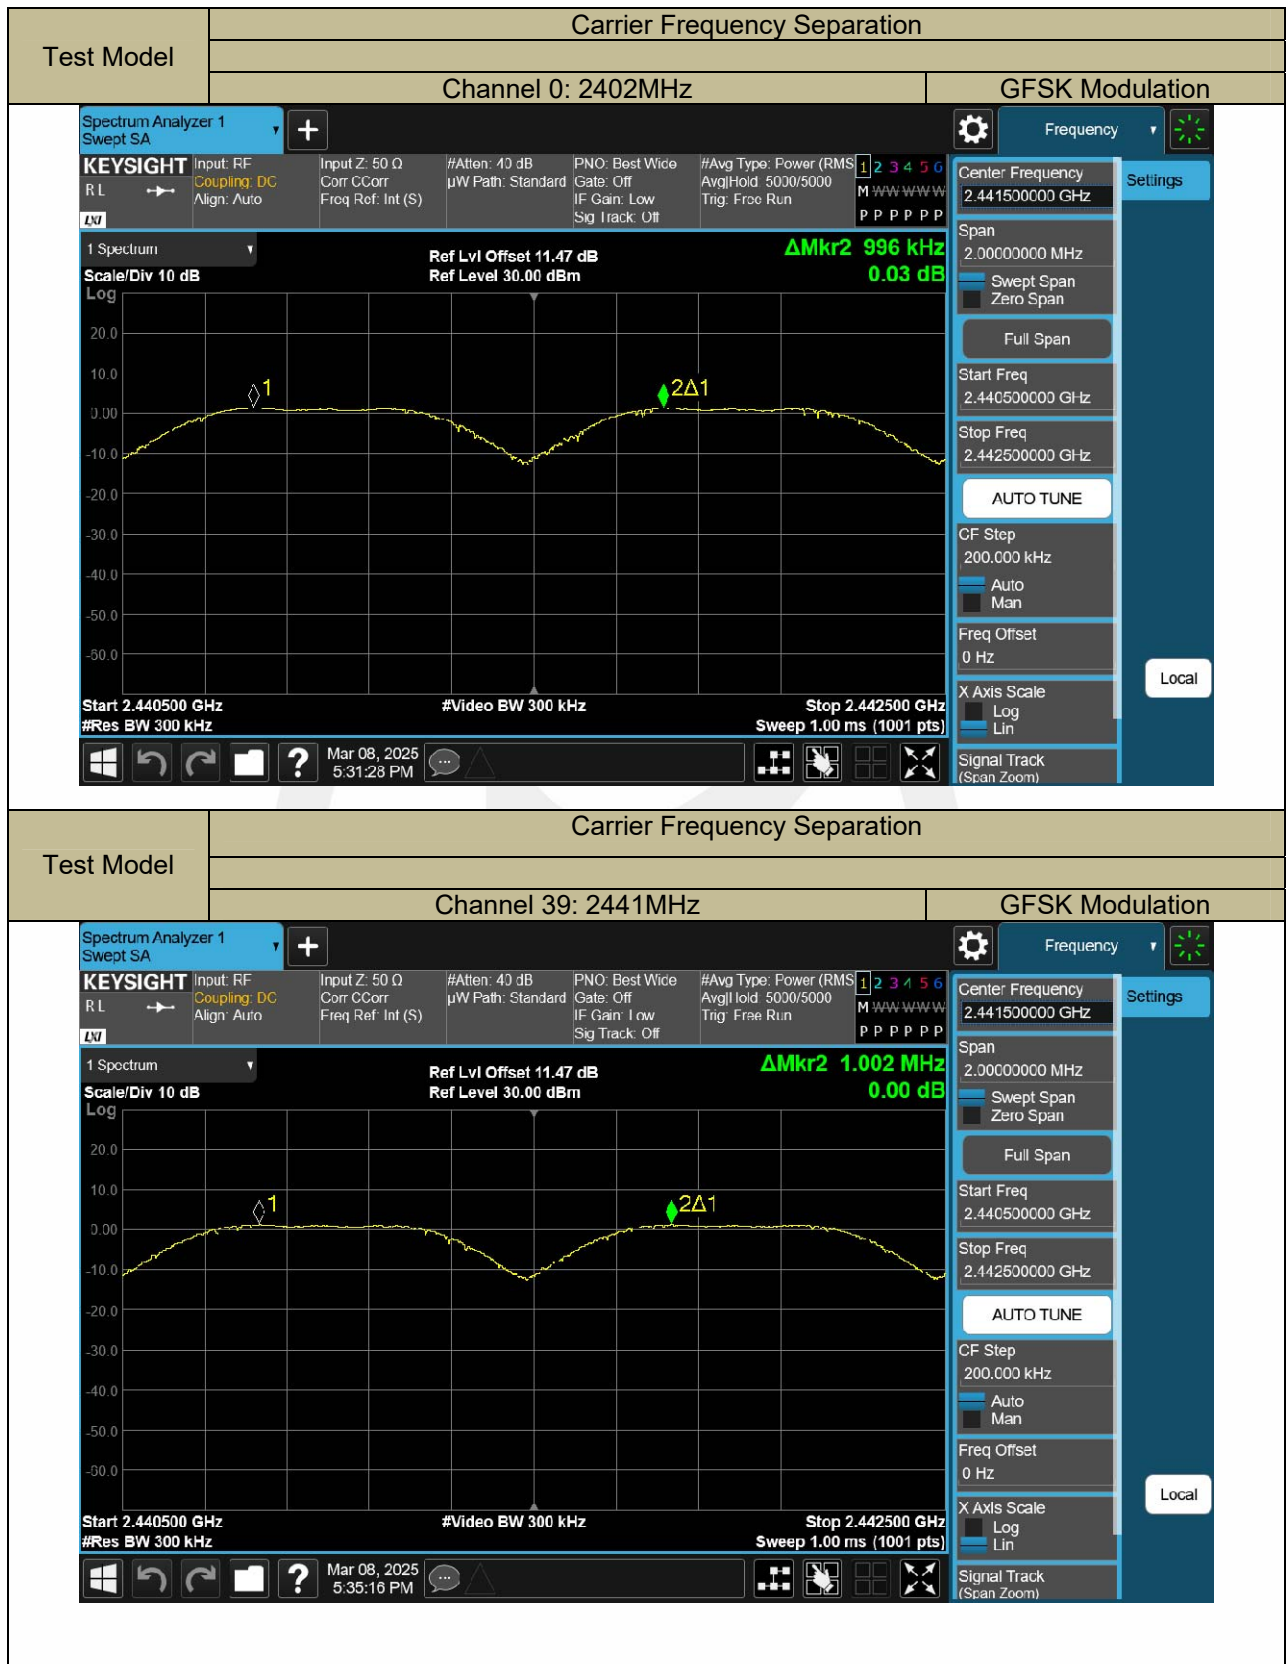 Test Model
Carrier Frequency Separation
Channel 0: 2402MHz
GFSK Modulation
Spectrum Analyzer 1
Swept SA
+
Frequency
KEYSIGHT
RL
LXI
Input: RF
Coupling: DC
Align: Auto
Input Z: 50 Ω
Corr CCorr
Freq Ref: Int (S)
#Atten: 40 dB
µW Path: Standard
PNO: Best Wide
Gate: Off
IF Gain: Low
Sig Track: Off
#Avg Type: Power (RMS
Avg|Hold: 5000/5000
Trig: Free Run
1 2 3 4 5 6
M W W W W W
P P P P P P
Center Frequency
2.441500000 GHz
Settings
1 Spectrum
Scale/Div 10 dB
Log
Ref Lvl Offset 11.47 dB
Ref Level 30.00 dBm
ΔMkr2 996 kHz
0.03 dB
20.0
10.0
0.00
-10.0
-20.0
-30.0
-40.0
-50.0
-60.0
1
2Δ1
Start 2.440500 GHz
#Res BW 300 kHz
#Video BW 300 kHz
Stop 2.442500 GHz
Sweep 1.00 ms (1001 pts)
Span
2.00000000 MHz
Swept Span
Zero Span
Full Span
Start Freq
2.440500000 GHz
Stop Freq
2.442500000 GHz
AUTO TUNE
CF Step
200.000 kHz
Auto
Man
Freq Offset
0 Hz
X Axis Scale
Log
Lin
Signal Track
(Span Zoom)
Local
?
Mar 08, 2025
5:31:28 PM
Test Model
Carrier Frequency Separation
Channel 39: 2441MHz
GFSK Modulation
Spectrum Analyzer 1
Swept SA
+
Frequency
KEYSIGHT
RL
LXI
Input: RF
Coupling: DC
Align: Auto
Input Z: 50 Ω
Corr CCorr
Freq Ref: Int (S)
#Atten: 40 dB
µW Path: Standard
PNO: Best Wide
Gate: Off
IF Gain: Low
Sig Track: Off
#Avg Type: Power (RMS
Avg|Hold: 5000/5000
Trig: Free Run
1 2 3 4 5 6
M W W W W W
P P P P P P
Center Frequency
2.441500000 GHz
Settings
1 Spectrum
Scale/Div 10 dB
Log
Ref Lvl Offset 11.47 dB
Ref Level 30.00 dBm
ΔMkr2 1.002 MHz
0.00 dB
20.0
10.0
0.00
-10.0
-20.0
-30.0
-40.0
-50.0
-60.0
1
2Δ1
Start 2.440500 GHz
#Res BW 300 kHz
#Video BW 300 kHz
Stop 2.442500 GHz
Sweep 1.00 ms (1001 pts)
Span
2.00000000 MHz
Swept Span
Zero Span
Full Span
Start Freq
2.440500000 GHz
Stop Freq
2.442500000 GHz
AUTO TUNE
CF Step
200.000 kHz
Auto
Man
Freq Offset
0 Hz
X Axis Scale
Log
Lin
Signal Track
(Span Zoom)
Local
?
Mar 08, 2025
5:35:16 PM